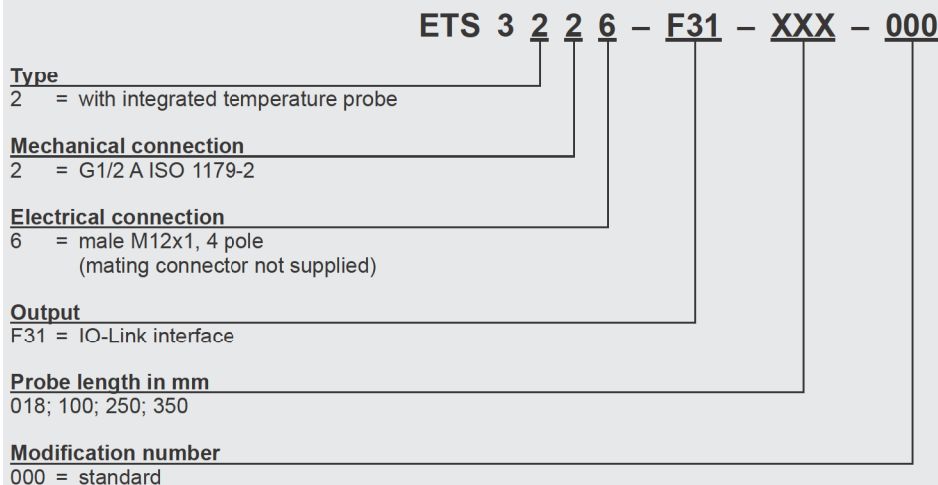 ETS 3 2 2 6 – F31 – XXX – 000
Type
2 = with integrated temperature probe
Mechanical connection
2 = G1/2 A ISO 1179-2
Electrical connection
6 = male M12x1, 4 pole
(mating connector not supplied)
Output
F31 = IO-Link interface
Probe length in mm
018; 100; 250; 350
Modification number
000 = standard